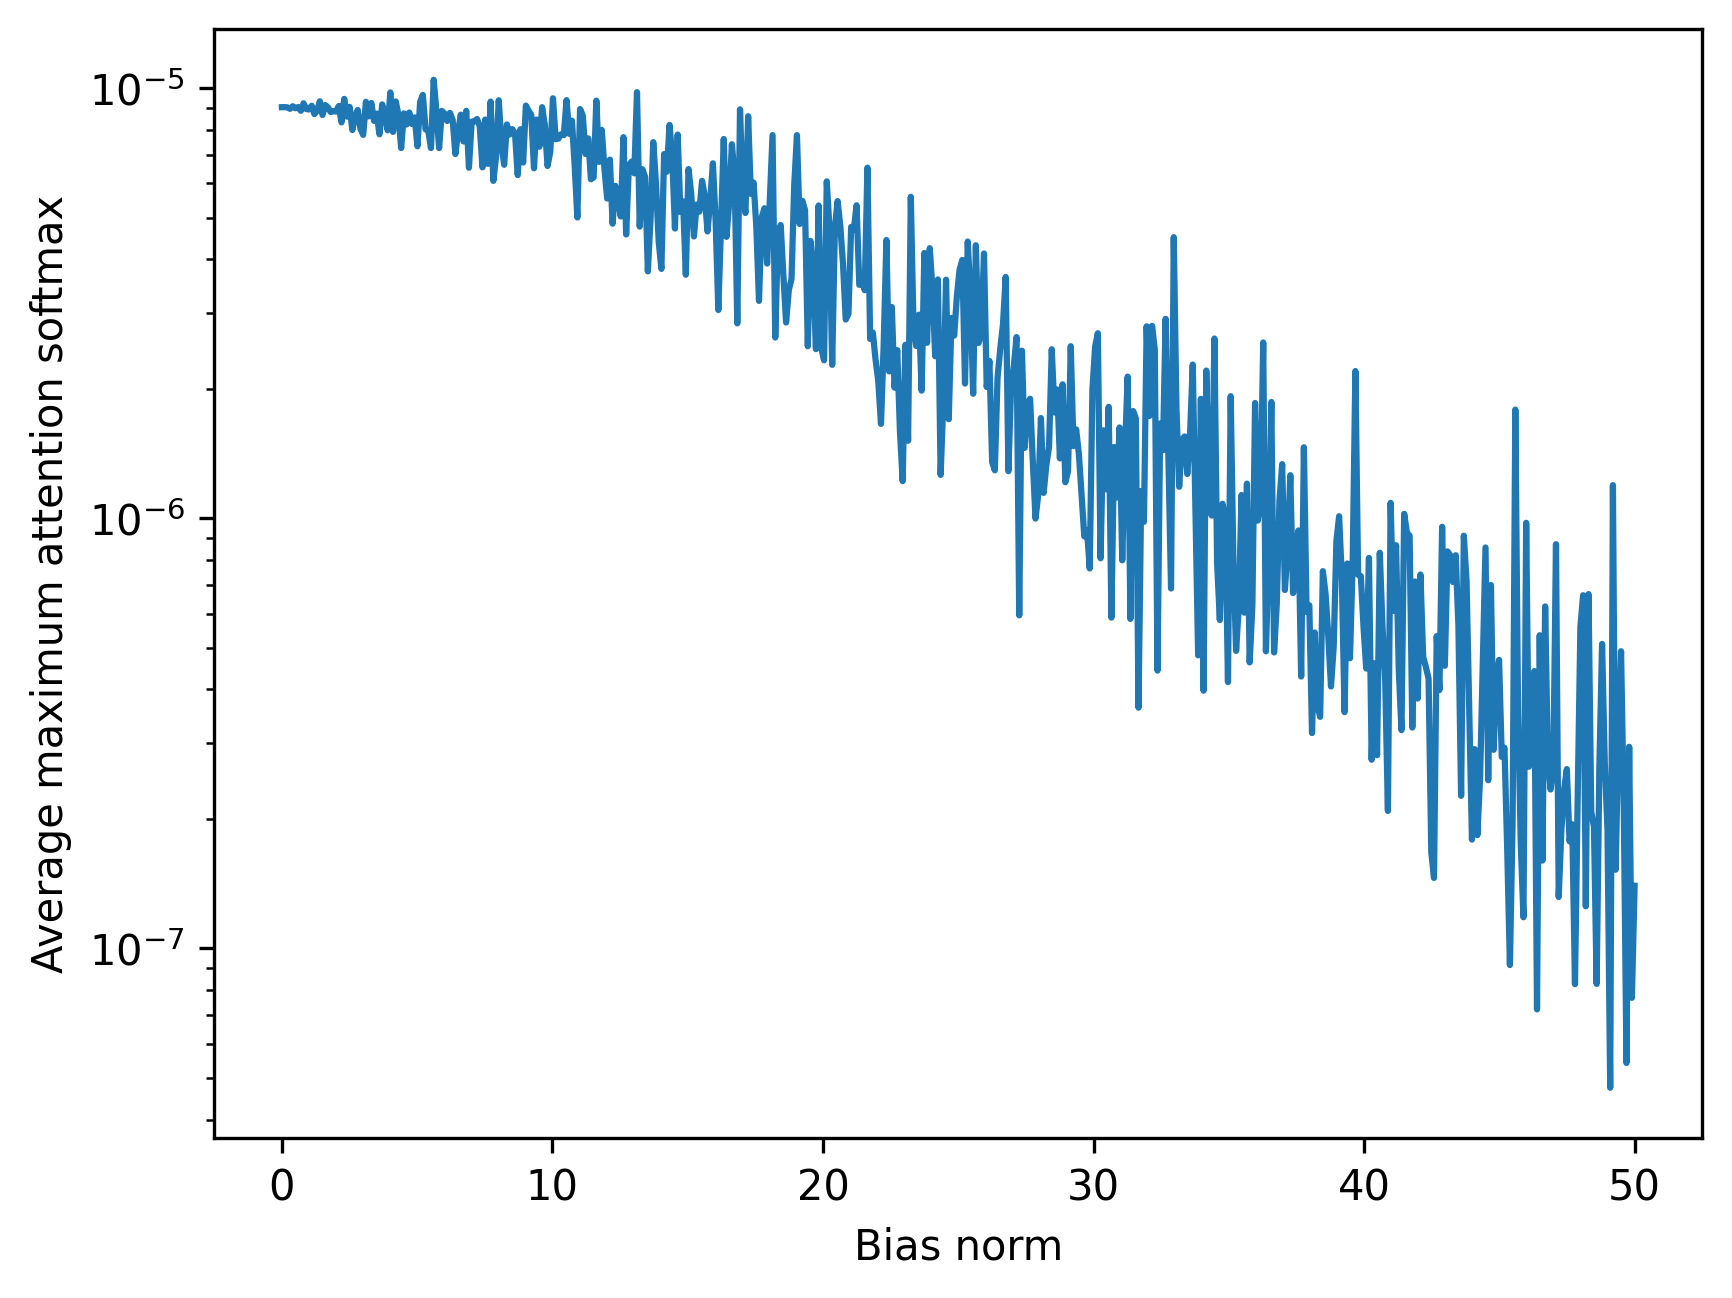 Average maximum attention softmax
10⁻⁵
10⁻⁶
10⁻⁷
0 10 20 30 40 50
Bias norm